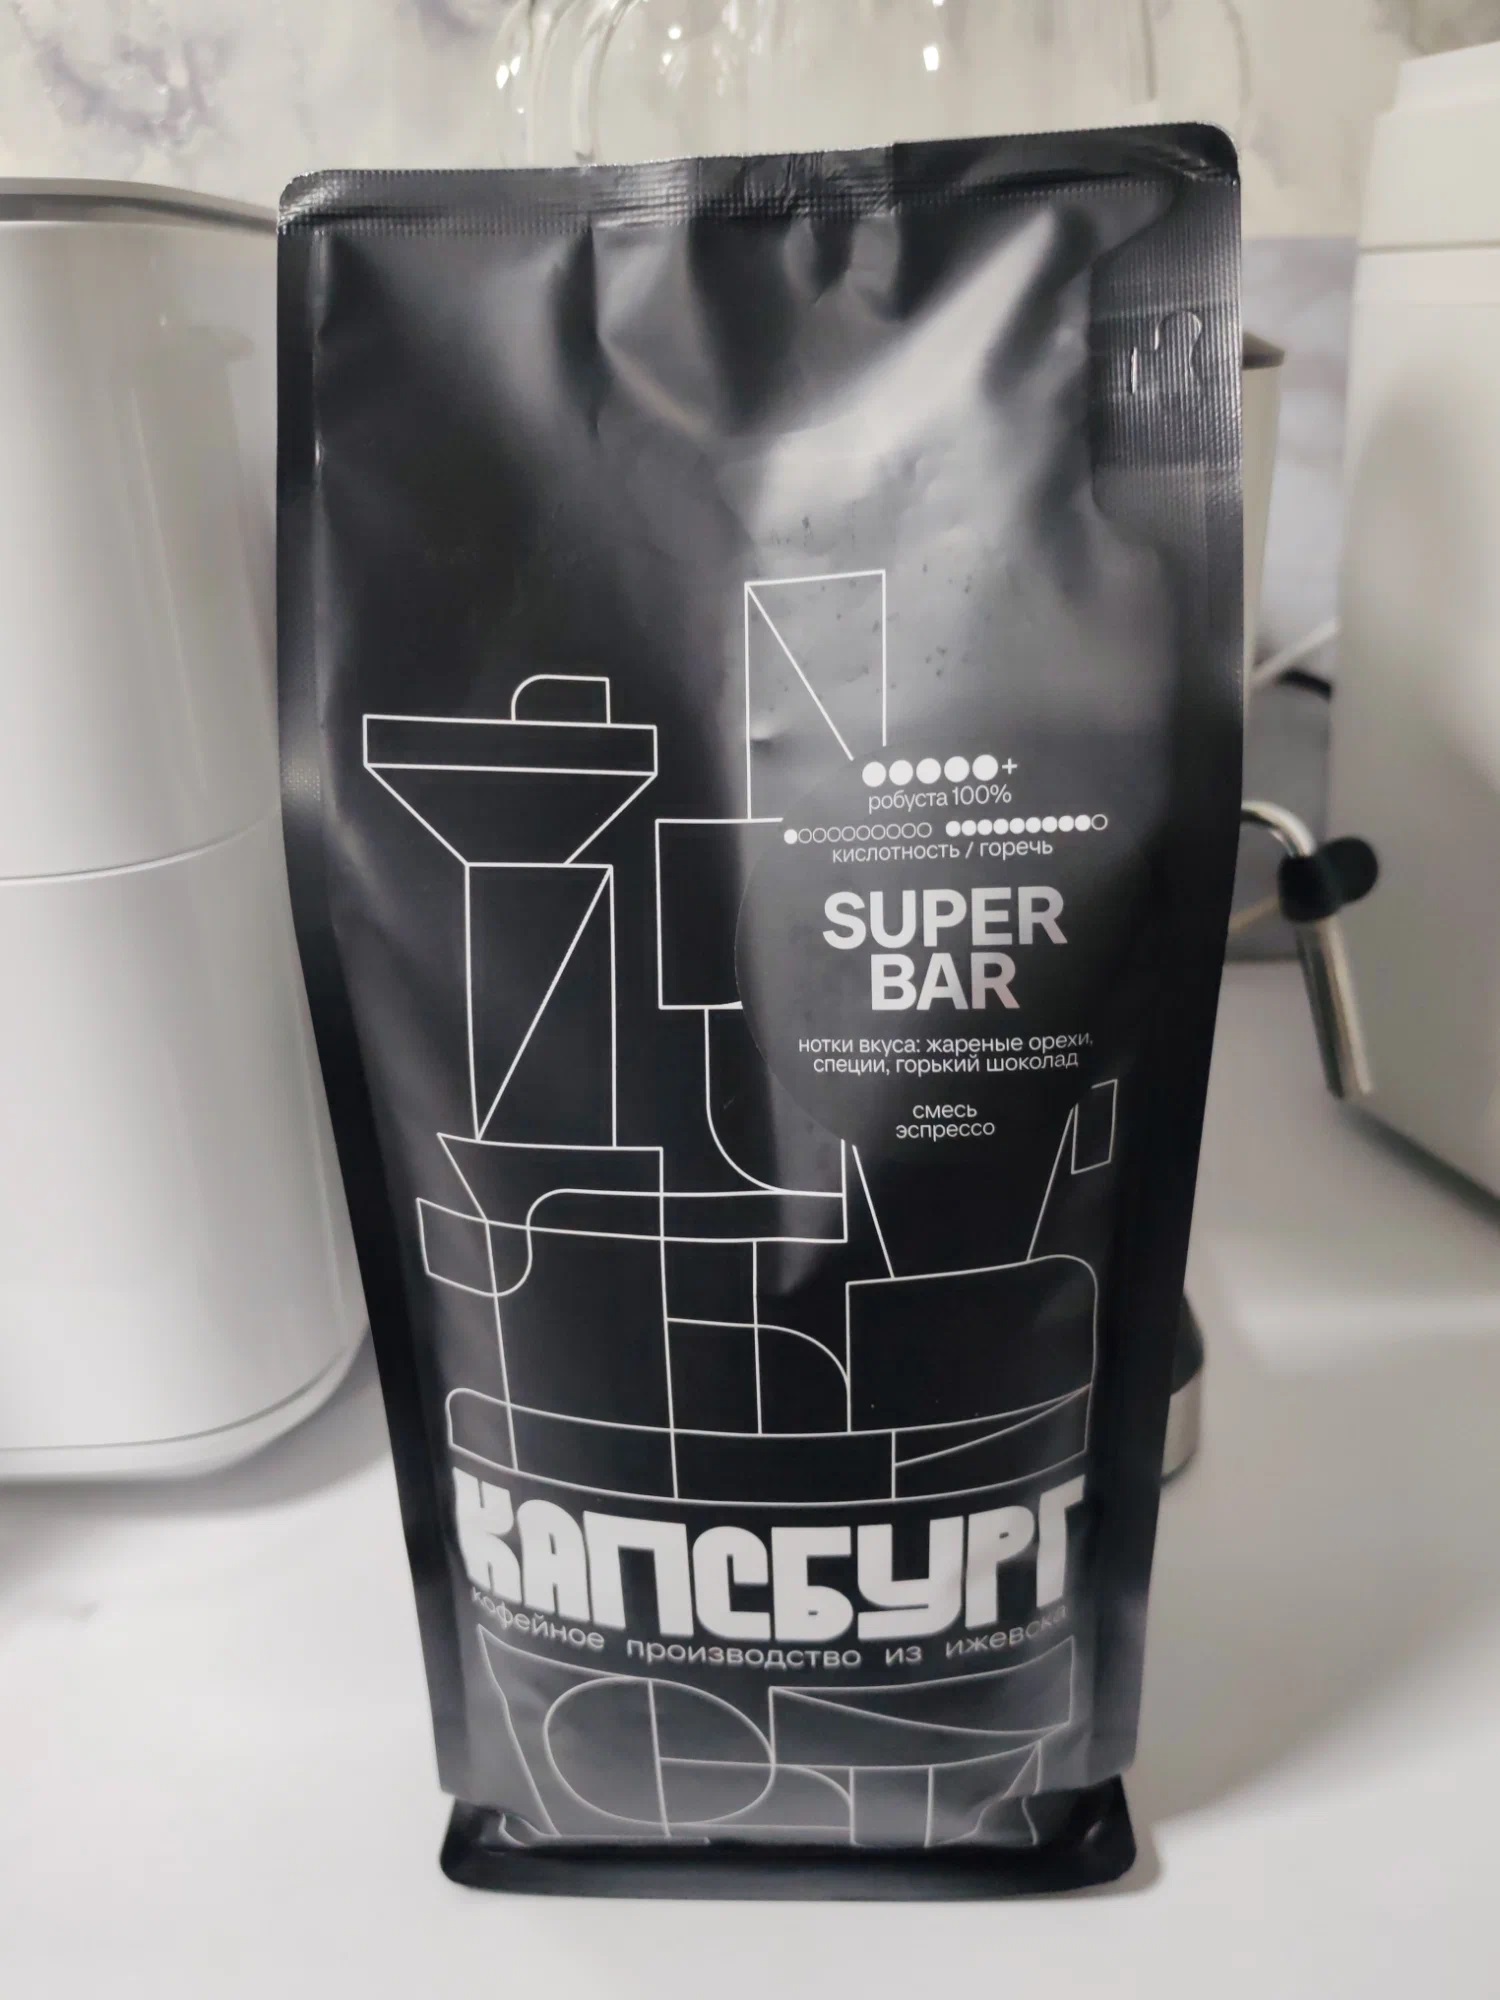 ●●●●●+
робуста 100%
●○○○○○○○○○ ●●●●●●●●●○
кислотность / горечь
SUPER
BAR
нотки вкуса: жареные орехи,
специи, горький шоколад
смесь
эспрессо
КАПСБУРГ
кофейное производство из ижевска